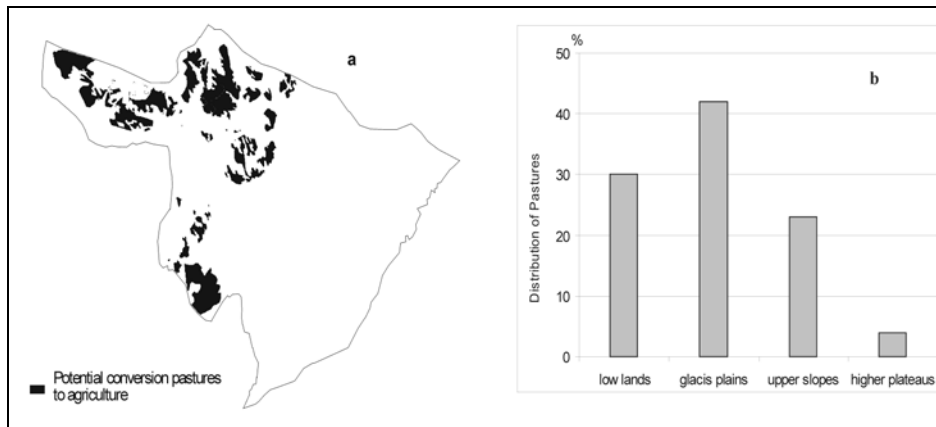 a
Potential conversion pastures
to agriculture
%
b
50
40
30
20
10
0
Distribution of Pastures
low lands glacis plains upper slopes higher plateaus